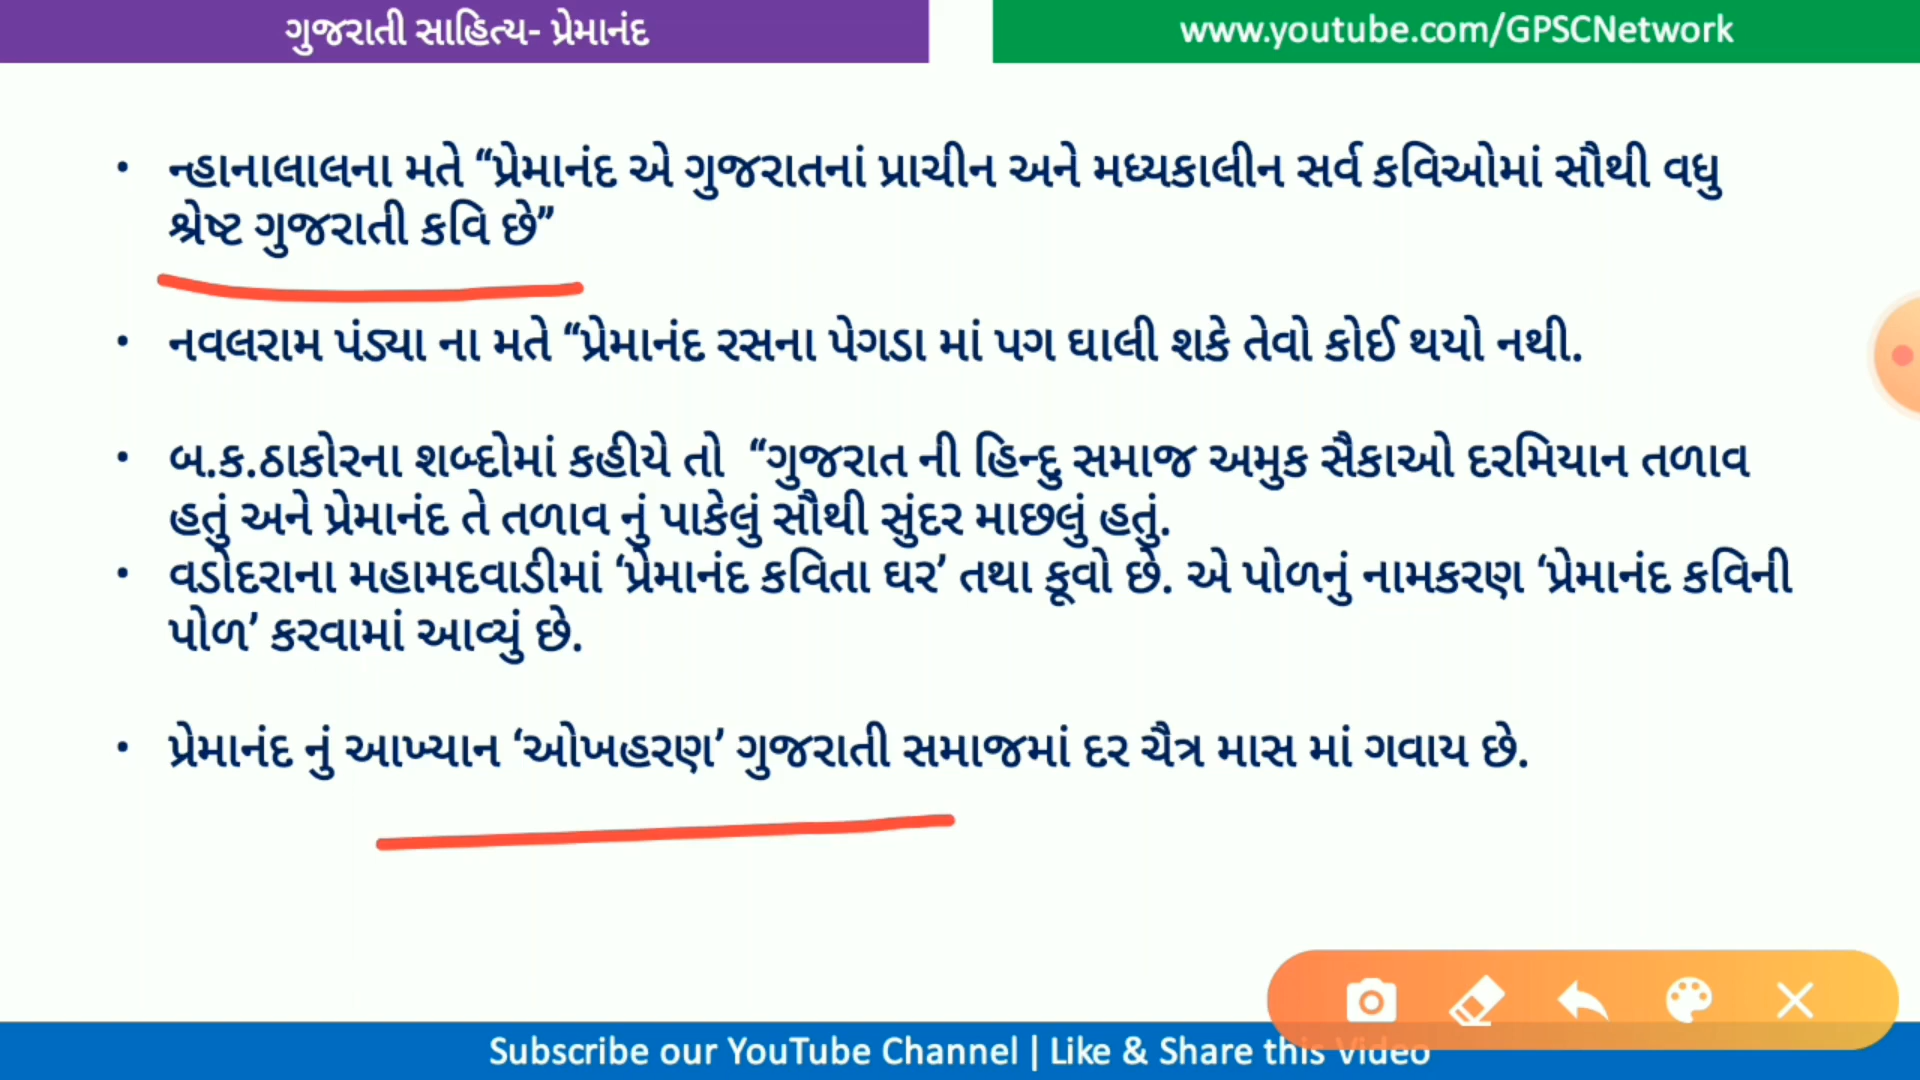 ગુજરાતી સાહિત્ય- પ્રેમાનંદ
www.youtube.com/GPSCNetwork
• ન્હાનાલાલના મતે “પ્રેમાનંદ એ ગુજરાતનાં પ્રાચીન અને મધ્યકાલીન સર્વ કવિઓમાં સૌથી વધુ
શ્રેષ્ટ ગુજરાતી કવિ છે”
• નવલરામ પંડ્યા ના મતે “પ્રેમાનંદ રસના પેગડા માં પગ ઘાલી શકે તેવો કોઈ થયો નથી.
• બ.ક.ઠાકોરના શબ્દોમાં કહીયે તો “ગુજરાત ની હિન્દુ સમાજ અમુક સૈકાઓ દરમિયાન તળાવ
હતું અને પ્રેમાનંદ તે તળાવ નું પાકેલું સૌથી સુંદર માછલું હતું.
• વડોદરાના મહામદવાડીમાં ‘પ્રેમાનંદ કવિતા ઘર’ તથા કૂવો છે. એ પોળનું નામકરણ ‘પ્રેમાનંદ કવિની
પોળ’ કરવામાં આવ્યું છે.
• પ્રેમાનંદ નું આખ્યાન ‘ઓખહરણ’ ગુજરાતી સમાજમાં દર ચૈત્ર માસ માં ગવાય છે.
Subscribe our YouTube Channel | Like & Share this Video